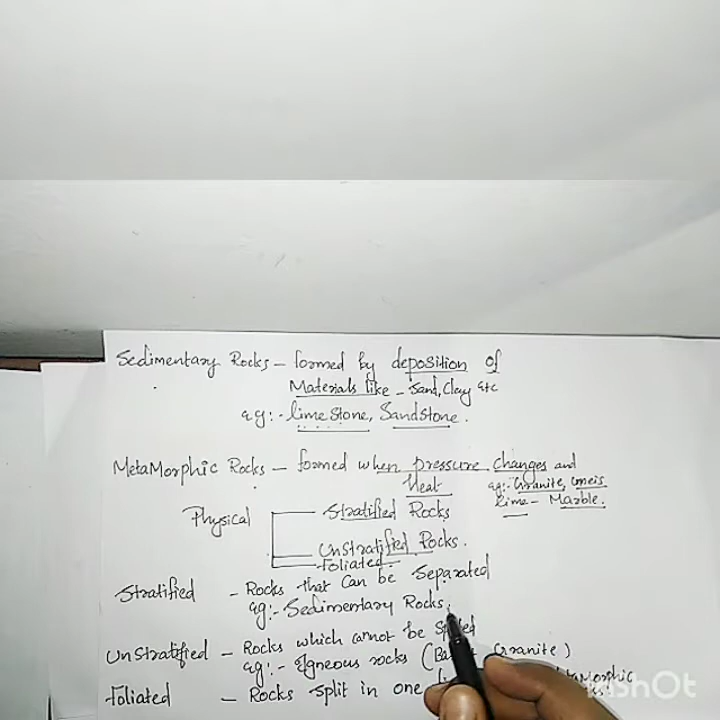 Sedimentary Rocks - formed by deposition of
Materials like - Sand, Clay etc
eg:- lime stone, Sandstone.
MetaMorphic Rocks - formed when pressure changes and
Heat
eg:- Granite, Gneis
lime - Marble.
Physical
Stratified Rocks
UnStratified Rocks.
foliated
Stratified - Rocks that can be Separated
eg:- Sedimentary Rocks.
UnStratified - Rocks which cannot be
eg:- Igneous rocks ( Granite)
foliated - Rocks split in one